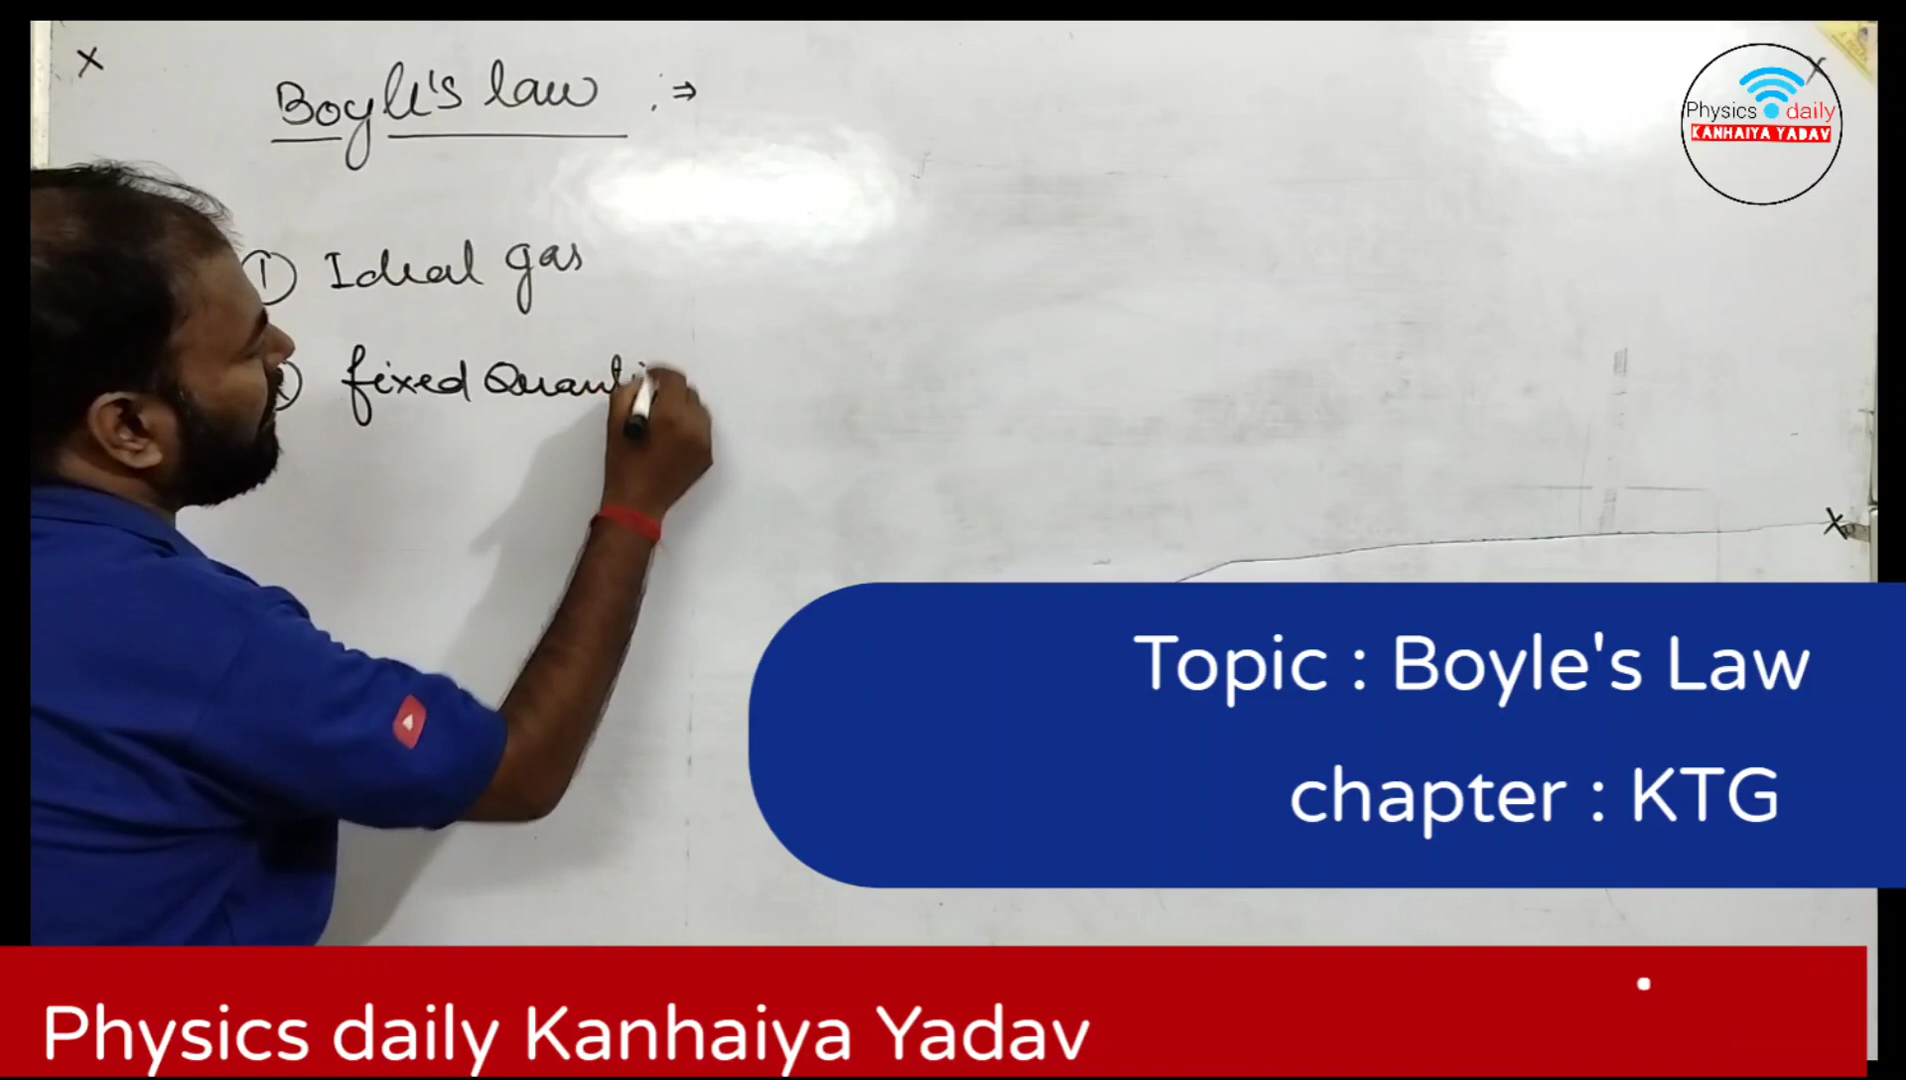 Boyle's law :⇒
Physics daily
KANHAIYA YADAV
① Ideal gas
fixed Quanti
Topic : Boyle's Law
chapter : KTG
Physics daily Kanhaiya Yadav